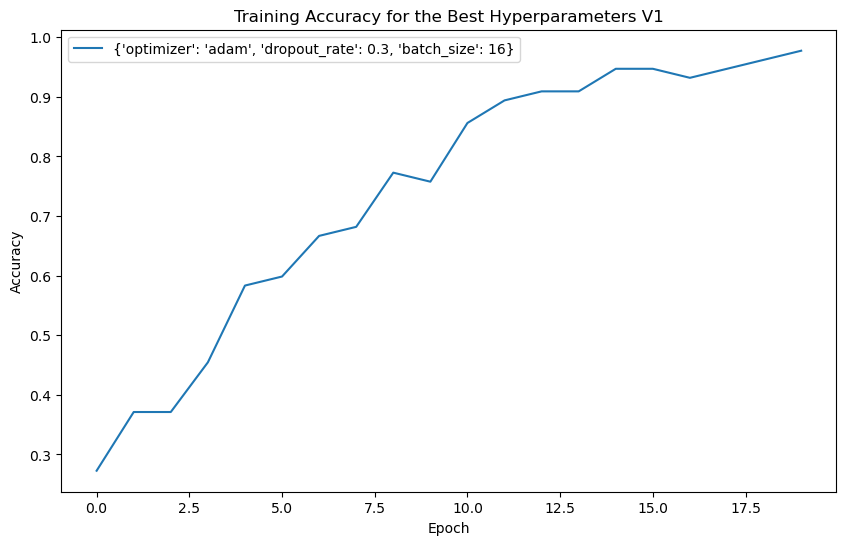 Training Accuracy for the Best Hyperparameters V1
{'optimizer': 'adam', 'dropout_rate': 0.3, 'batch_size': 16}
1.0
0.9
0.8
0.7
0.6
0.5
0.4
0.3
Accuracy
0.0 2.5 5.0 7.5 10.0 12.5 15.0 17.5
Epoch